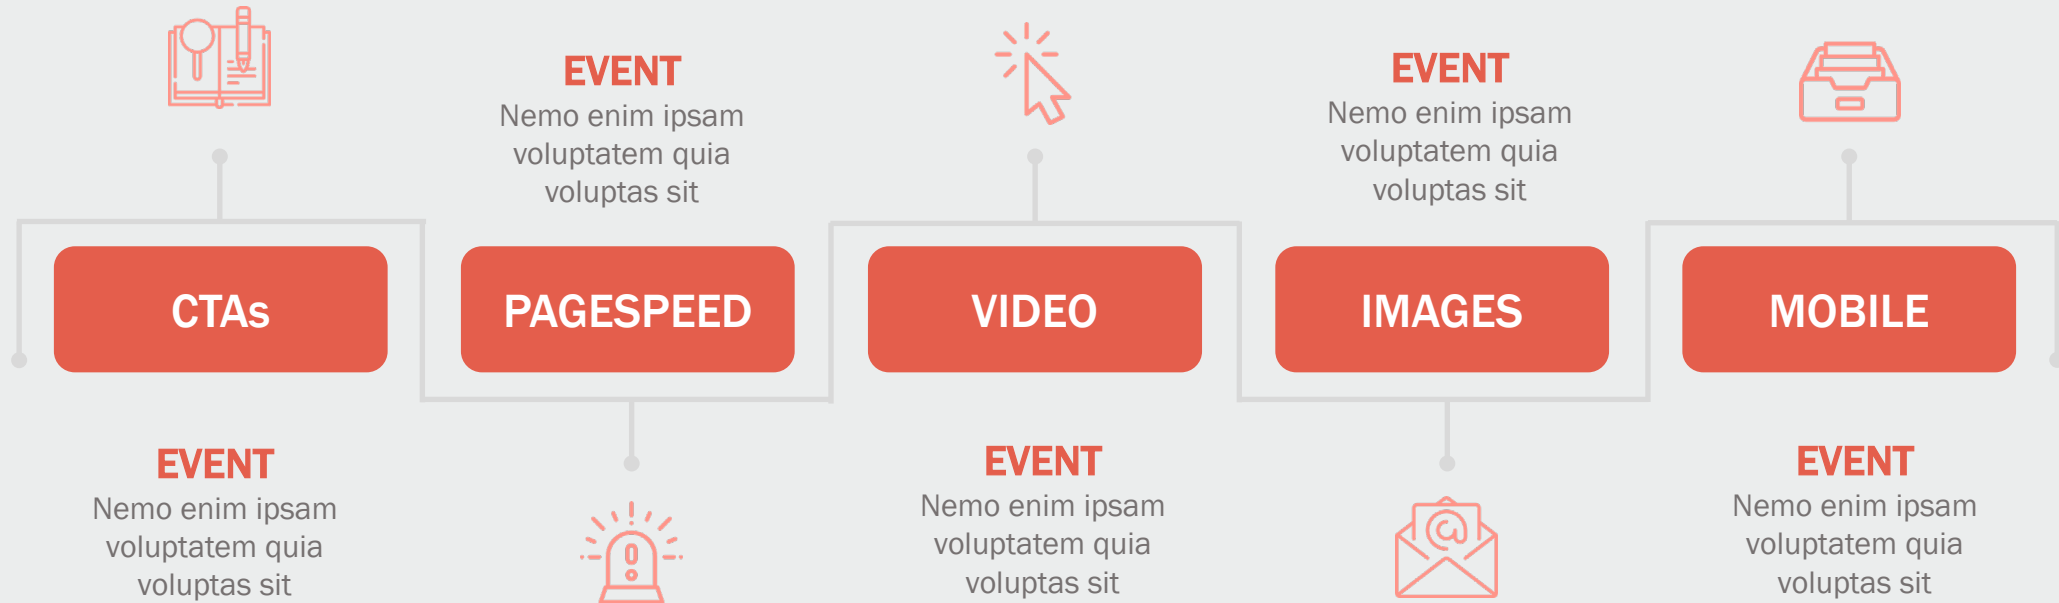 EVENT
Nemo enim ipsam
voluptatem quia
voluptas sit
EVENT
Nemo enim ipsam
voluptatem quia
voluptas sit
CTAs
PAGESPEED
VIDEO
IMAGES
MOBILE
EVENT
Nemo enim ipsam
voluptatem quia
voluptas sit
EVENT
Nemo enim ipsam
voluptatem quia
voluptas sit
EVENT
Nemo enim ipsam
voluptatem quia
voluptas sit